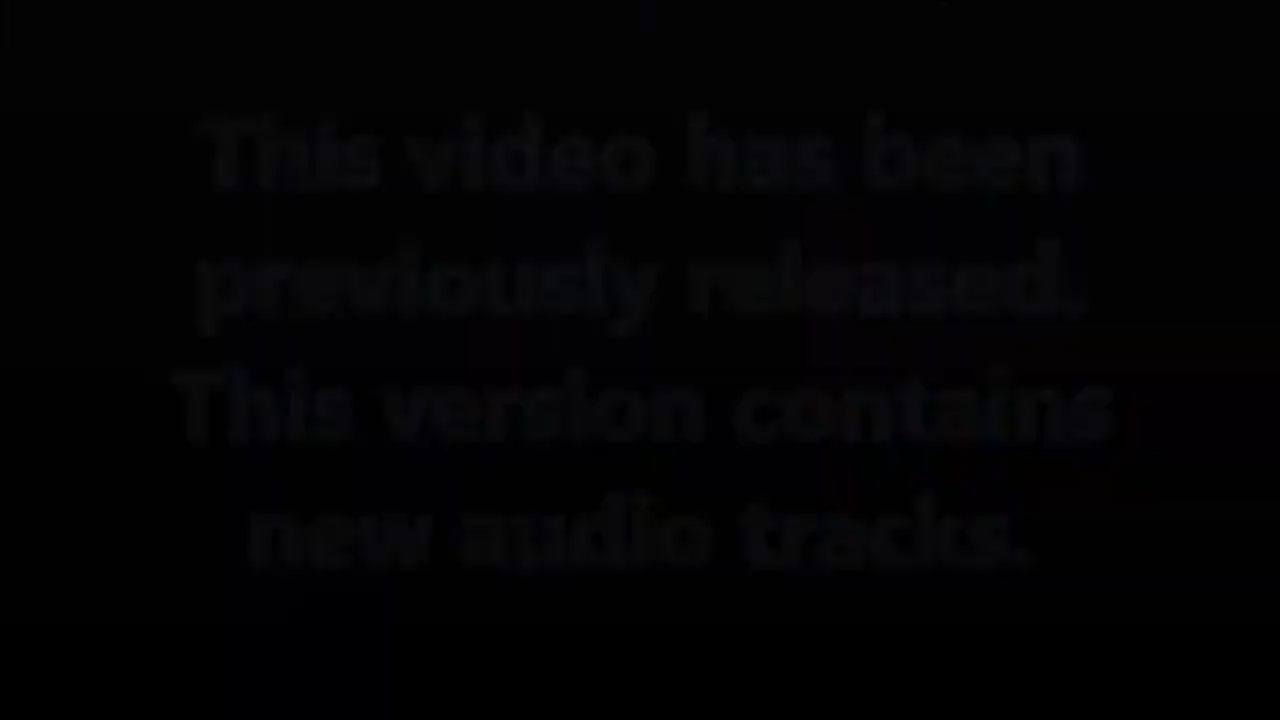 This video has been
previously released.
This version contains
new audio tracks.